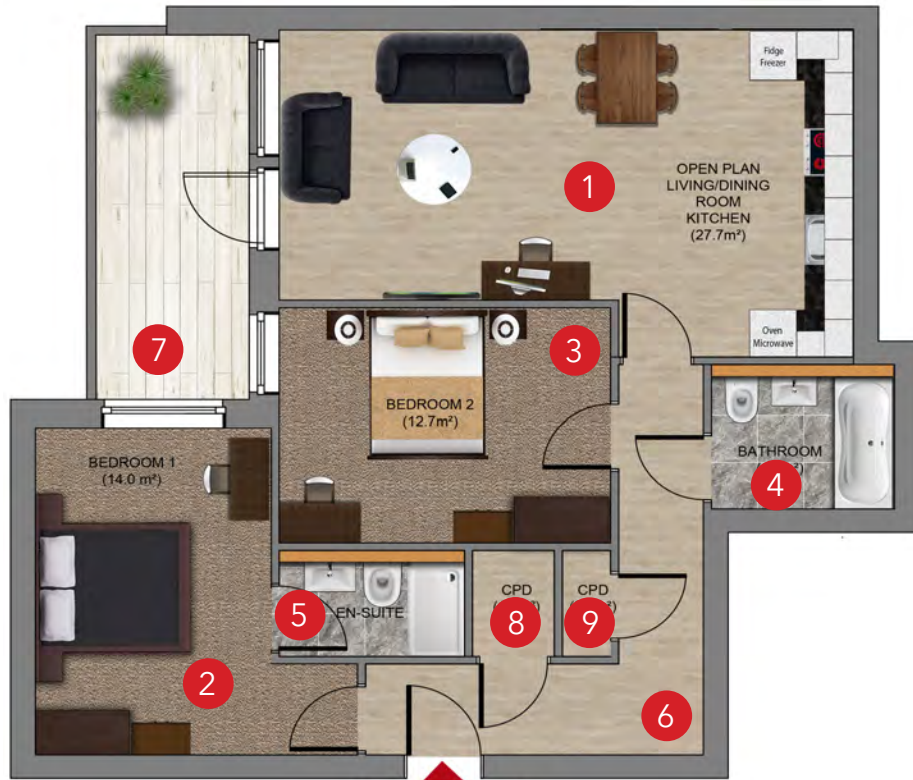 Fidge
Freezer
1
OPEN PLAN
LIVING/DINING
ROOM
KITCHEN
(27.7m²)
7
3
Oven
Microwave
BEDROOM 2
(12.7m²)
BEDROOM 1
(14.0 m²)
BATHROOM
4
5
EN-SUITE
CPD
8
CPD
9
2
6